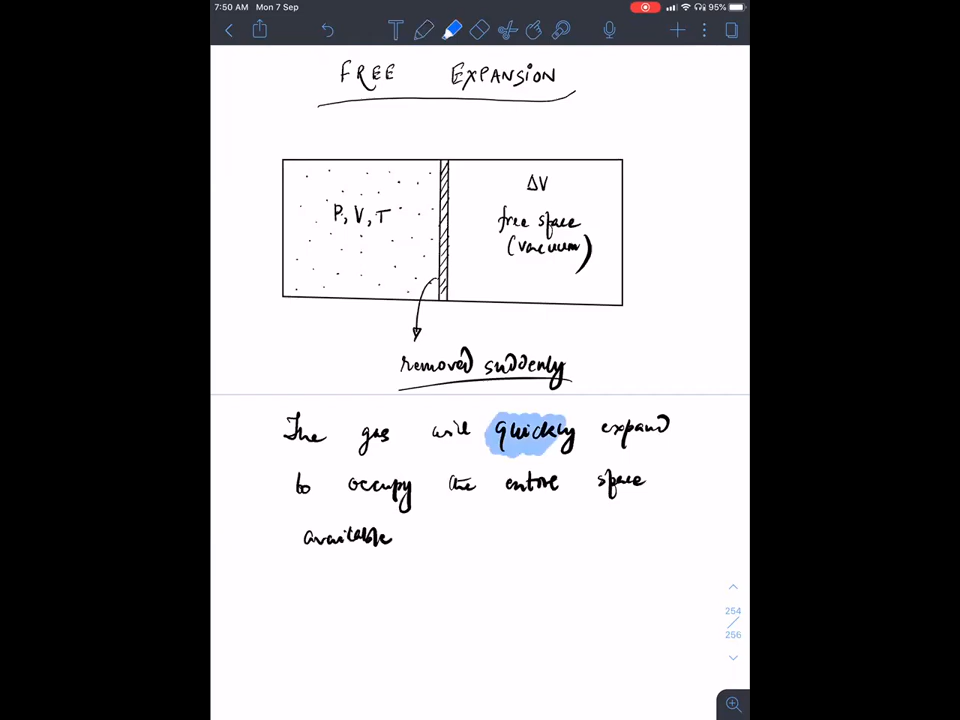 7:50 AM Mon 7 Sep 95%
T
FREE EXPANSION
P, V, T
ΔV
free space
(vacuum)
removed suddenly
The gas will quickly expand
to occupy the entire space
available
254
256